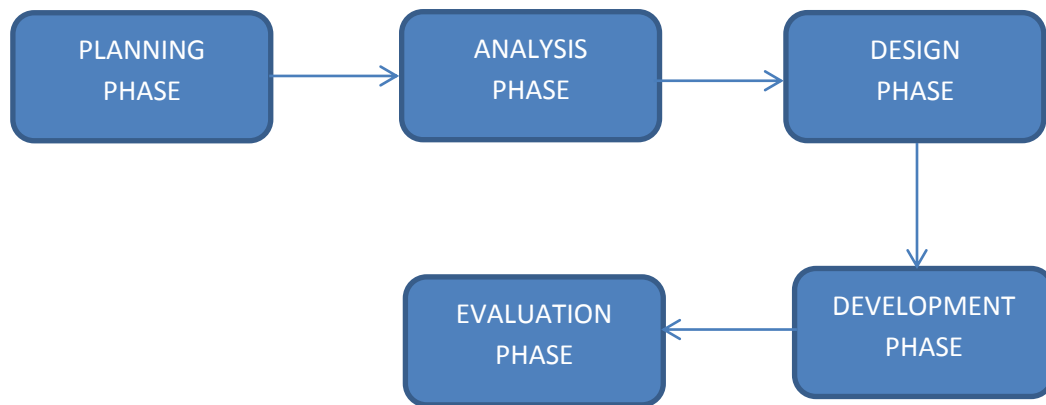 PLANNING
PHASE
ANALYSIS
PHASE
DESIGN
PHASE
DEVELOPMENT
PHASE
EVALUATION
PHASE